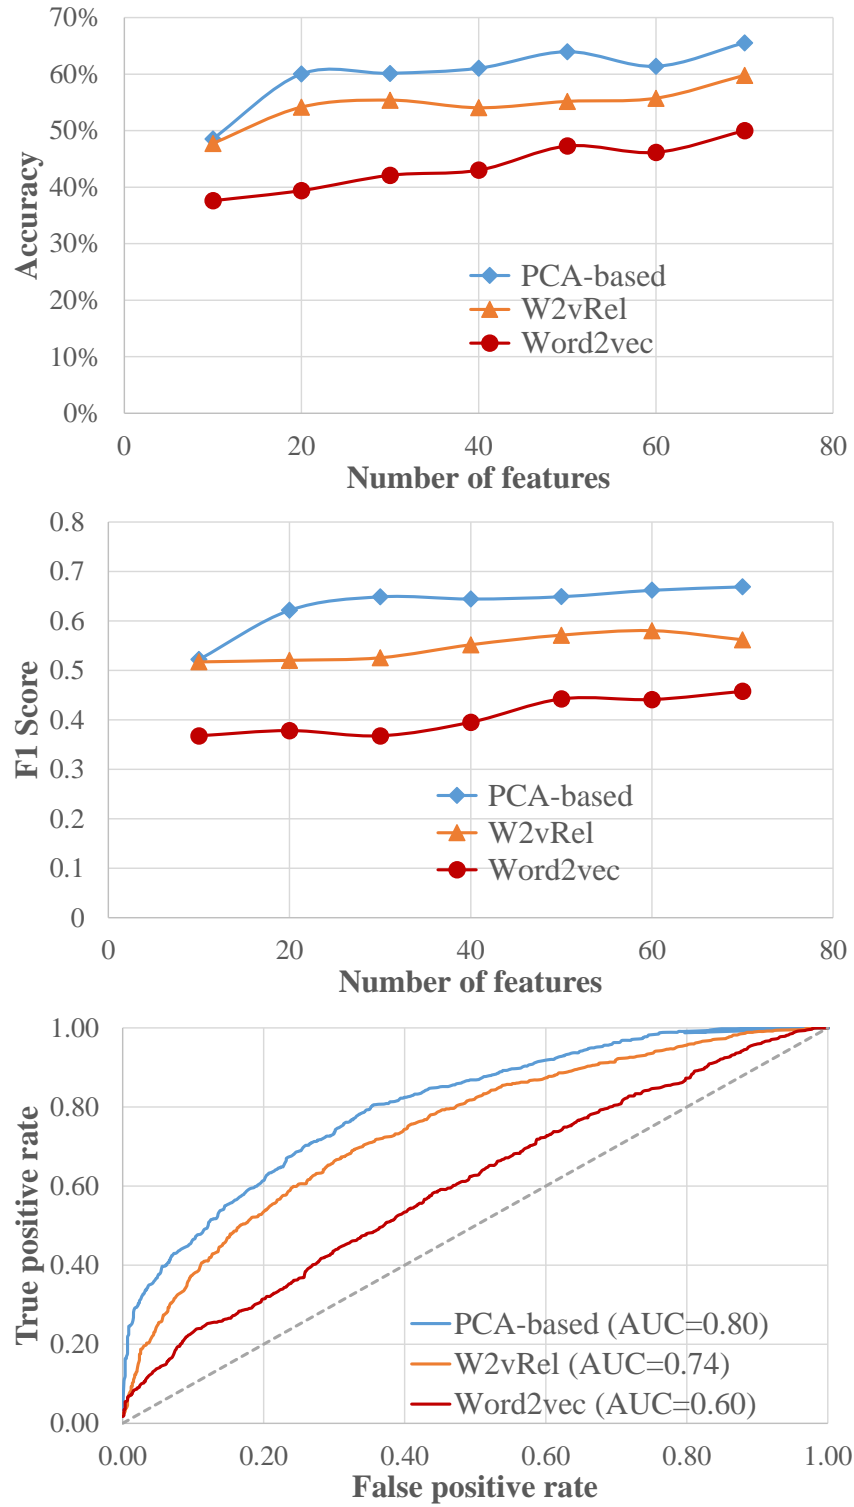 70%
60%
50%
40%
30%
20%
10%
0%
Accuracy
PCA-based
W2vRel
Word2vec
0 20 40 60 80
Number of features
0.8
0.7
0.6
0.5
0.4
0.3
0.2
0.1
0
F1 Score
PCA-based
W2vRel
Word2vec
0 20 40 60 80
Number of features
1.00
0.80
0.60
0.40
0.20
0.00
True positive rate
PCA-based (AUC=0.80)
W2vRel (AUC=0.74)
Word2vec (AUC=0.60)
0.00 0.20 0.40 0.60 0.80 1.00
False positive rate